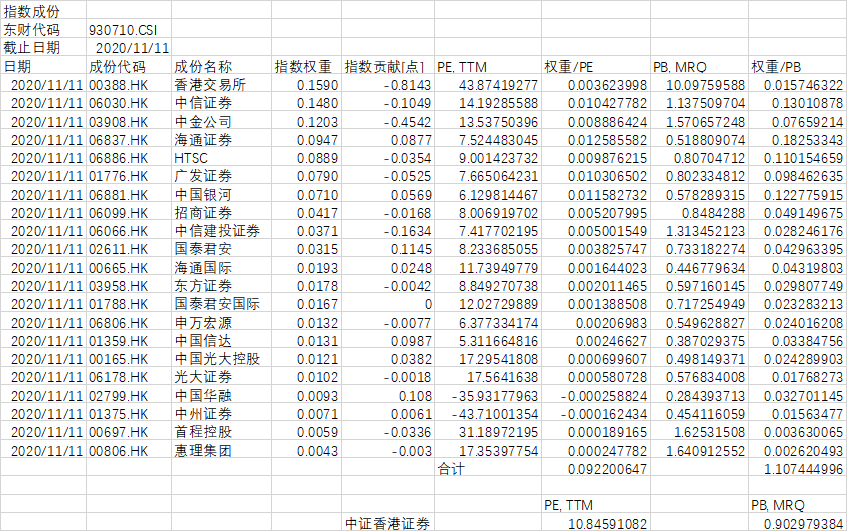 指数成份
东财代码 930710.CSI
截止日期 2020/11/11
日期 成份代码 成份名称 指数权重 指数贡献[点] PE, TTM 权重/PE PB, MRQ 权重/PB
2020/11/11 00388.HK 香港交易所 0.1590 -0.8143 43.87419277 0.003623998 10.09759588 0.015746322
2020/11/11 06030.HK 中信证券 0.1480 -0.1049 14.19285588 0.010427782 1.137509704 0.13010878
2020/11/11 03908.HK 中金公司 0.1203 -0.4542 13.53750396 0.008886424 1.570657248 0.07659214
2020/11/11 06837.HK 海通证券 0.0947 0.0877 7.524483045 0.012585582 0.518809074 0.18253343
2020/11/11 06886.HK HTSC 0.0889 -0.0354 9.001423732 0.009876215 0.80704712 0.110154659
2020/11/11 01776.HK 广发证券 0.0790 -0.0525 7.665064231 0.010306502 0.802334812 0.098462635
2020/11/11 06881.HK 中国银河 0.0710 0.0569 6.129814467 0.011582732 0.578289315 0.122775915
2020/11/11 06099.HK 招商证券 0.0417 -0.0168 8.006919702 0.005207995 0.8484288 0.049149675
2020/11/11 06066.HK 中信建投证券 0.0371 -0.1634 7.417702195 0.005001549 1.313452123 0.028246176
2020/11/11 02611.HK 国泰君安 0.0315 0.1145 8.233685055 0.003825747 0.733182274 0.042963395
2020/11/11 00665.HK 海通国际 0.0193 0.0248 11.73949779 0.001644023 0.446779634 0.04319803
2020/11/11 03958.HK 东方证券 0.0178 -0.0042 8.849270738 0.002011465 0.597160145 0.029807749
2020/11/11 01788.HK 国泰君安国际 0.0167 0 12.02729889 0.001388508 0.717254949 0.023283213
2020/11/11 06806.HK 申万宏源 0.0132 -0.0077 6.377334174 0.00206983 0.549628827 0.024016208
2020/11/11 01359.HK 中国信达 0.0131 0.0987 5.311664816 0.00246627 0.387029375 0.03384756
2020/11/11 00165.HK 中国光大控股 0.0121 0.0382 17.29541808 0.000699607 0.498149371 0.024289903
2020/11/11 06178.HK 光大证券 0.0102 -0.0018 17.5641638 0.000580728 0.576834008 0.01768273
2020/11/11 02799.HK 中国华融 0.0093 0.108 -35.93177963 -0.000258824 0.284393713 0.032701145
2020/11/11 01375.HK 中州证券 0.0071 0.0061 -43.71001354 -0.000162434 0.454116059 0.01563477
2020/11/11 00697.HK 首程控股 0.0059 -0.0336 31.18972195 0.000189165 1.62531508 0.003630065
2020/11/11 00806.HK 惠理集团 0.0043 -0.003 17.35397754 0.000247782 1.640912552 0.002620493
合计 0.092200647 1.107444996
PE, TTM PB, MRQ
中证香港证券 10.84591082 0.902979384